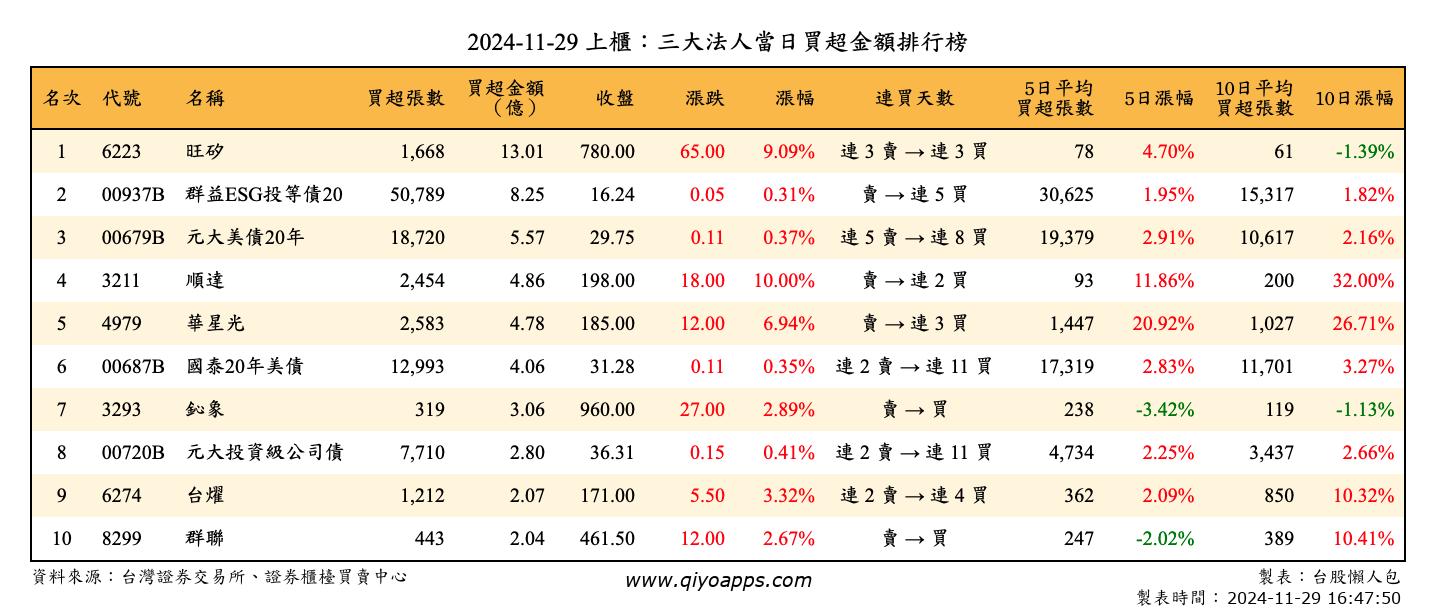 2024-11-29 上櫃：三大法人當日買超金額排行榜
名次 代號 名稱 買超張數 買超金額（億） 收盤 漲跌 漲幅 連買天數 5日平均買超張數 5日漲幅 10日平均買超張數 10日漲幅
1 6223 旺矽 1,668 13.01 780.00 65.00 9.09% 連 3 賣 → 連 3 買 78 4.70% 61 -1.39%
2 00937B 群益ESG投等債20 50,789 8.25 16.24 0.05 0.31% 賣 → 連 5 買 30,625 1.95% 15,317 1.82%
3 00679B 元大美債20年 18,720 5.57 29.75 0.11 0.37% 連 5 賣 → 連 8 買 19,379 2.91% 10,617 2.16%
4 3211 順達 2,454 4.86 198.00 18.00 10.00% 賣 → 連 2 買 93 11.86% 200 32.00%
5 4979 華星光 2,583 4.78 185.00 12.00 6.94% 賣 → 連 3 買 1,447 20.92% 1,027 26.71%
6 00687B 國泰20年美債 12,993 4.06 31.28 0.11 0.35% 連 2 賣 → 連 11 買 17,319 2.83% 11,701 3.27%
7 3293 鈊象 319 3.06 960.00 27.00 2.89% 賣 → 買 238 -3.42% 119 -1.13%
8 00720B 元大投資級公司債 7,710 2.80 36.31 0.15 0.41% 連 2 賣 → 連 11 買 4,734 2.25% 3,437 2.66%
9 6274 台燿 1,212 2.07 171.00 5.50 3.32% 連 2 賣 → 連 4 買 362 2.09% 850 10.32%
10 8299 群聯 443 2.04 461.50 12.00 2.67% 賣 → 買 247 -2.02% 389 10.41%
資料來源：台灣證券交易所、證券櫃檯買賣中心
www.qiyoapps.com
製表：台股懶人包
製表時間：2024-11-29 16:47:50